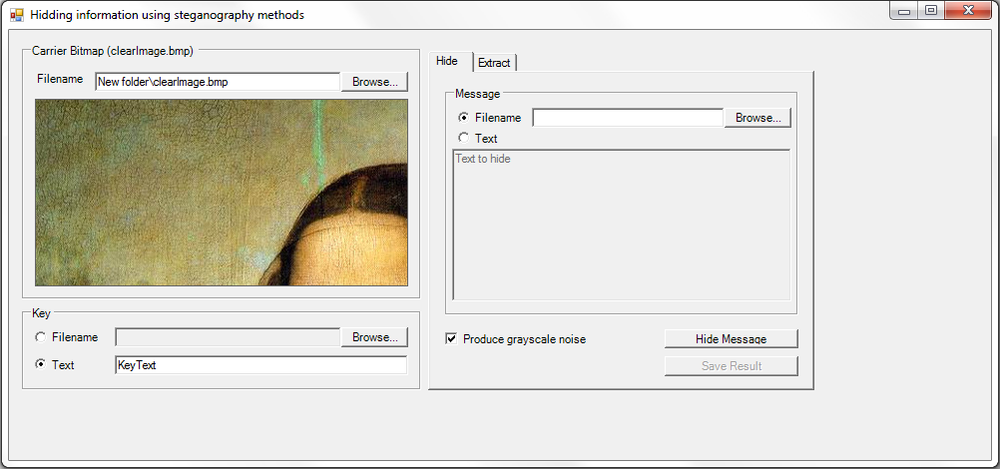 Hidding information using steganography methods
Carrier Bitmap (clearImage.bmp)
Filename New folder\clearImage.bmp Browse...
Key
Filename Browse...
Text KeyText
Hide Extract
Message
Filename Browse...
Text
Text to hide
Produce grayscale noise Hide Message
Save Result